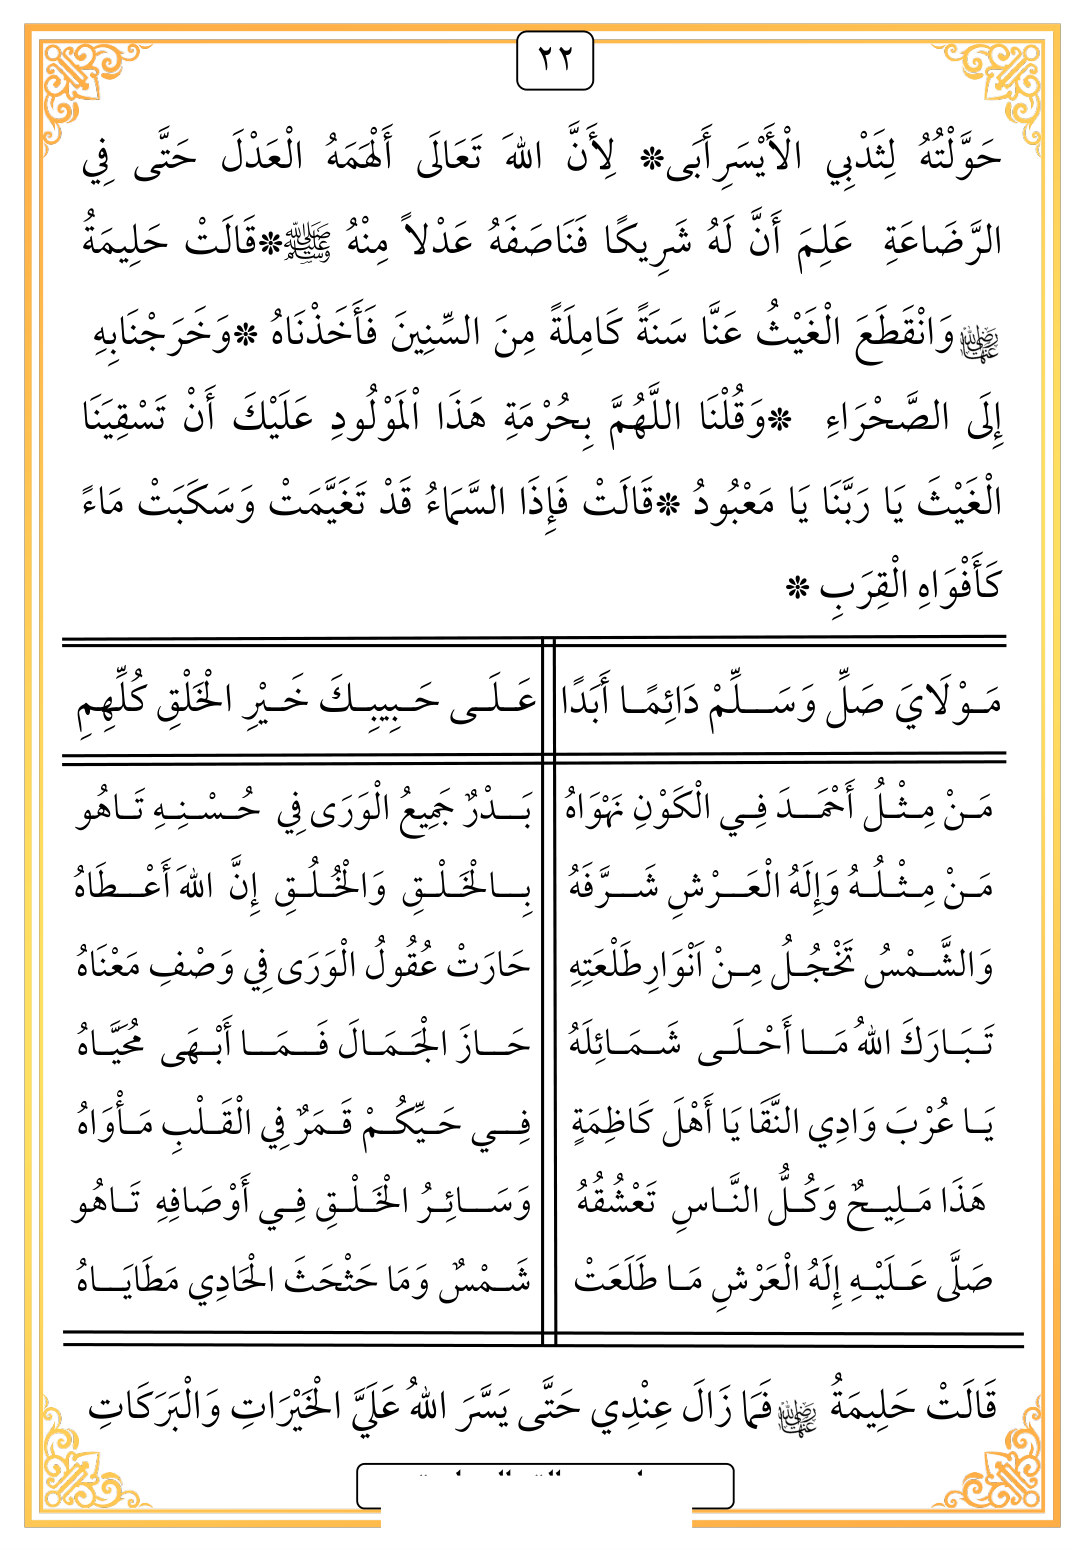 ٢٢
حَوَّلْتُهُ لِثَدْبِي الْأَيْسَرِأَبَى* لِأَنَّ اللهَ تَعَالَى أَلْهَمَهُ الْعَدْلَ حَتَّى فِي
الرَّضَاعَةِ عَلِمَ أَنَّ لَهُ شَرِيكًا فَنَاصَفَهُ عَدْلاً مِنْهُ ﷺ*قَالَتْ حَلِيمَةُ
رضي الله عنها وَانْقَطَعَ الْغَيْثُ عَنَّا سَنَةً كَامِلَةً مِنَ السِّنِينَ فَأَخَذْنَاهُ *وَخَرَجْنَابِهِ
إِلَى الصَّحْرَاءِ *وَقُلْنَا اللَّهُمَّ بِحُرْمَةِ هَذَا اْلمَوْلُودِ عَلَيْكَ أَنْ تَسْقِيَنَا
الْغَيْثَ يَا رَبَّنَا يَا مَعْبُودُ *قَالَتْ فَإِذَا السَّمَاءُ قَدْ تَغَيَّمَتْ وَسَكَبَتْ مَاءً
كَأَفْوَاهِ الْقِرَبِ *
مَوْلَايَ صَلِّ وَسَلِّمْ دَائِمًا أَبَدًا عَلَى حَبِيبِكَ خَيْرِ الْخَلْقِ كُلِّهِمِ
مَنْ مِثْلُ أَحْمَدَ فِي الْكَوْنِ نَهْوَاهُ بَدْرٌ جَمِيعُ الْوَرَى فِي حُسْنِهِ تَاهُو
مَنْ مِثْلُهُ وَإِلَهُ الْعَرْشِ شَرَّفَهُ بِالْخَلْقِ وَالْخُلُقِ إِنَّ اللهَ أَعْطَاهُ
وَالشَّمْسُ تَخْجُلُ مِنْ اَنْوَارِطَلْعَتِهِ حَارَتْ عُقُولُ الْوَرَى فِي وَصْفِ مَعْنَاهُ
تَبَارَكَ اللهُ مَا أَحْلَى شَمَائِلَهُ حَازَ الْجَمَالَ فَمَا أَبْهَى مُحَيَّاهُ
يَا عُرْبَ وَادِي النَّقَا يَا أَهْلَ كَاظِمَةٍ فِي حَيِّكُمْ قَمَرٌ فِي الْقَلْبِ مَأْوَاهُ
هَذَا مَلِيحٌ وَكُلُّ النَّاسِ تَعْشُقُهُ وَسَائِرُ الْخَلْقِ فِي أَوْصَافِهِ تَاهُو
صَلَّى عَلَيْهِ إِلَهُ الْعَرْشِ مَا طَلَعَتْ شَمْسٌ وَمَا حَثْحَثَ الْحَادِي مَطَايَاهُ
قَالَتْ حَلِيمَةُ رضي الله عنها فَمَا زَالَ عِنْدِي حَتَّى يَسَّرَ اللهُ عَلَيَّ الْخَيْرَاتِ وَالْبَرَكَاتِ